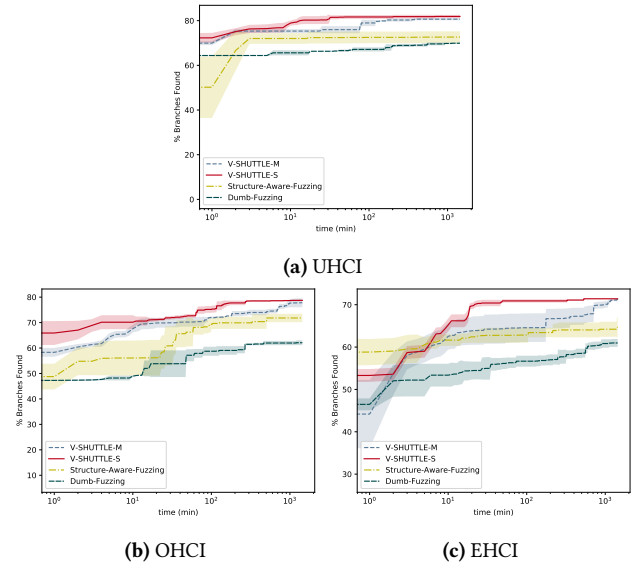 % Branches Found
80
60
40
20
0
V-SHUTTLE-M
V-SHUTTLE-S
Structure-Aware-Fuzzing
Dumb-Fuzzing
10^0 10^1 10^2 10^3
time (min)
(a) UHCI
% Branches Found
80
70
60
50
40
30
20
10
V-SHUTTLE-M
V-SHUTTLE-S
Structure-Aware-Fuzzing
Dumb-Fuzzing
10^0 10^1 10^2 10^3
time (min)
(b) OHCI
% Branches Found
70
60
50
40
30
V-SHUTTLE-M
V-SHUTTLE-S
Structure-Aware-Fuzzing
Dumb-Fuzzing
10^0 10^1 10^2 10^3
time (min)
(c) EHCI